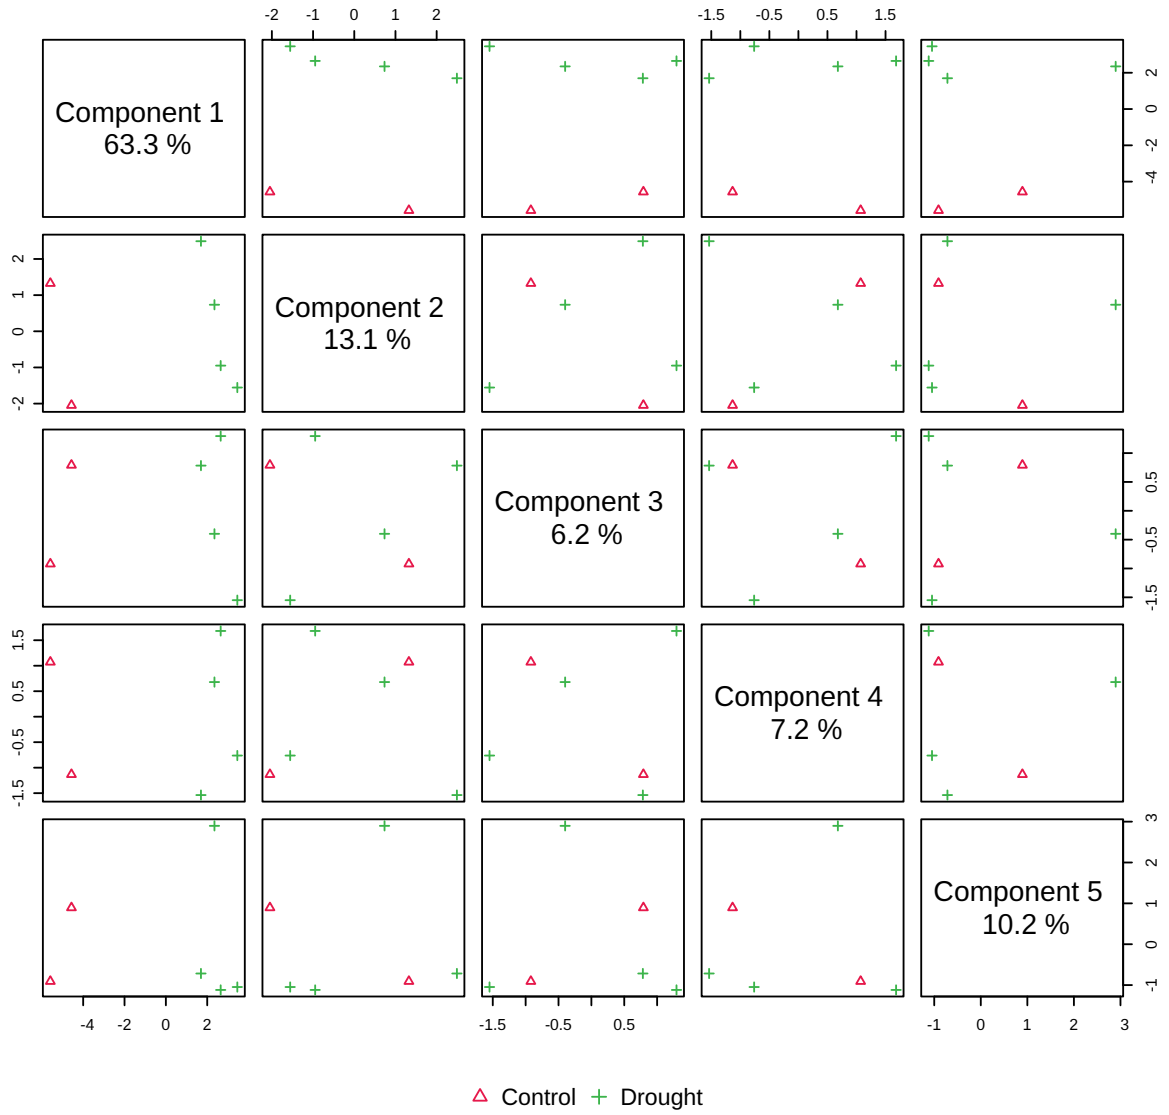 -2 -1 0 1 2
-1.5 -0.5 0.5 1.5
Component 1
63.3 %
2
0
-2
-4
2
1
0
-1
-2
Component 2
13.1 %
Component 3
6.2 %
0.5
-0.5
-1.5
1.5
0.5
-0.5
-1.5
Component 4
7.2 %
Component 5
10.2 %
3
2
1
0
-1
-4 -2 0 2
-1.5 -0.5 0.5
-1 0 1 2 3
Control Drought